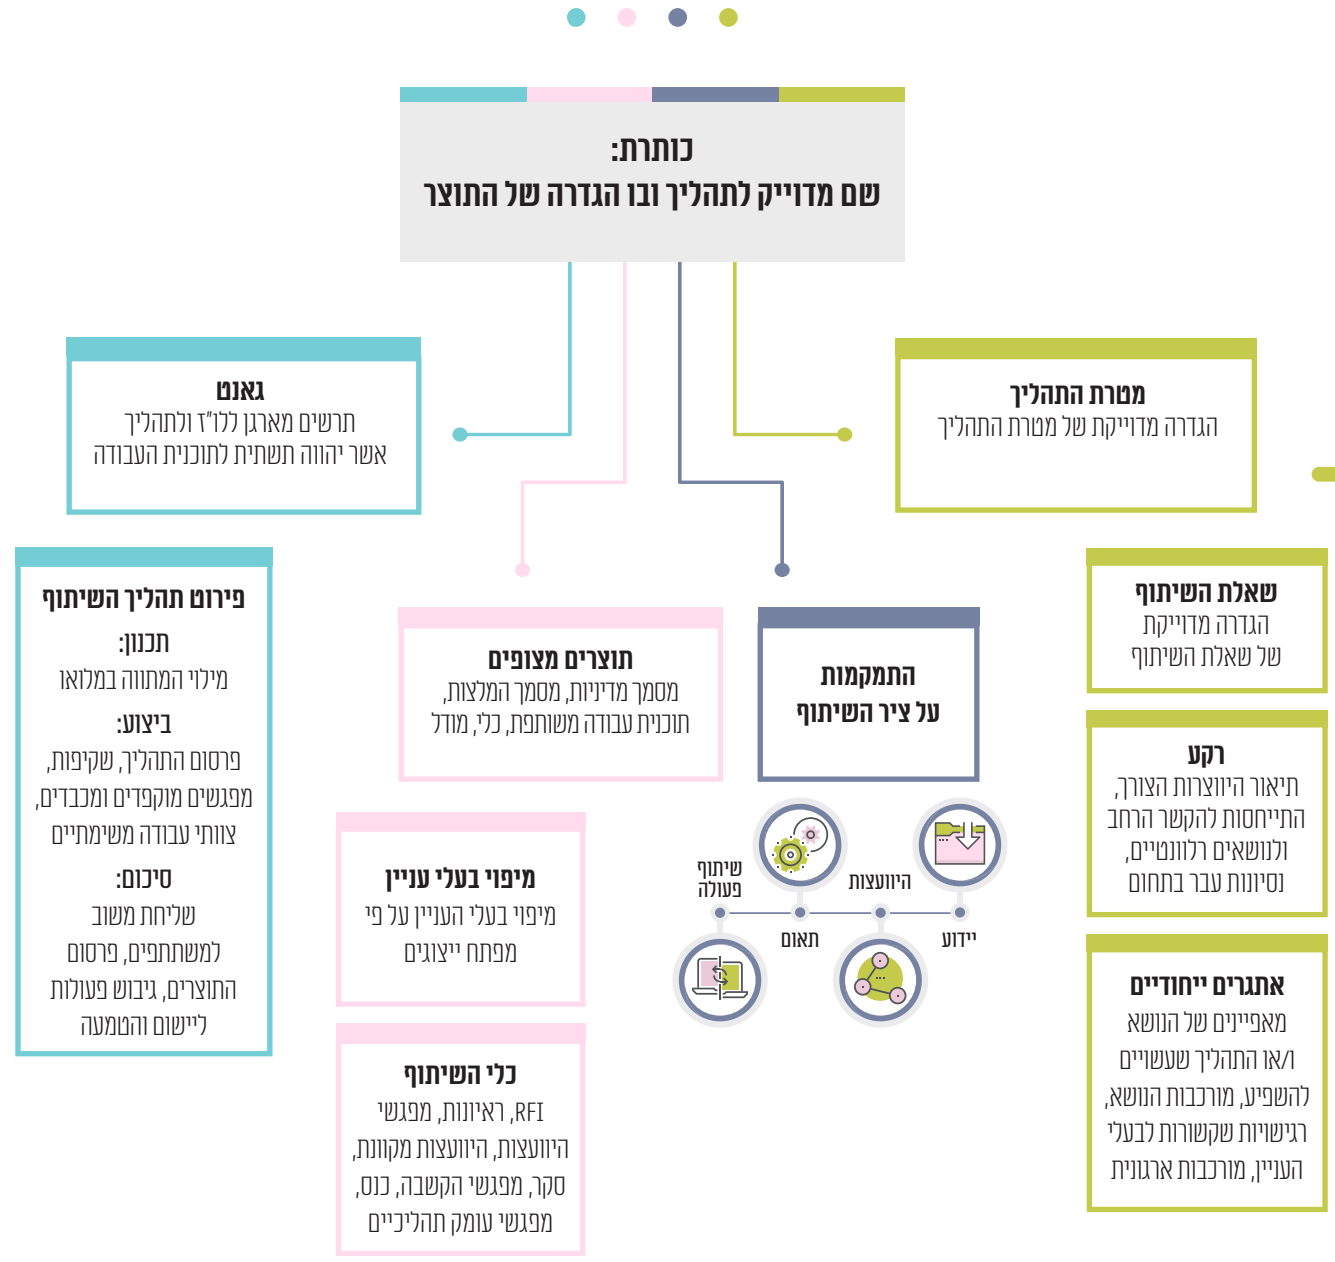 כותרת:
שם מדוייק לתהליך ובו הגדרה של התוצר
מטרת התהליך
הגדרה מדוייקת של מטרת התהליך
שאלת השיתוף
הגדרה מדוייקת
של שאלת השיתוף
רקע
תיאור היווצרות הצורך,
התייחסות להקשר הרחב
ולנושאים רלוונטיים,
נסיונות עבר בתחום
אתגרים ייחודיים
מאפיינים של הנושא
ו/או התהליך שעשויים
להשפיע, מורכבות הנושא,
רגישויות שקשורות לבעלי
העניין, מורכבות ארגונית
התמקמות
על ציר השיתוף
יידוע
היוועצות
תאום
שיתוף
פעולה
תוצרים מצופים
מסמך מדיניות, מסמך המלצות,
תוכנית עבודה משותפת, כלי, מודל
מיפוי בעלי עניין
מיפוי בעלי העניין על פי
מפתח ייצוגים
כלי השיתוף
RFI, ראיונות, מפגשי
היוועצות, היוועצות מקוונת,
סקר, מפגשי הקשבה, כנס,
מפגשי עומק תהליכיים
גאנט
תרשים מארגן ללו"ז ולתהליך
אשר יהווה תשתית לתוכנית העבודה
פירוט תהליך השיתוף
תכנון:
מילוי המתווה במלואו
ביצוע:
פרסום התהליך, שקיפות,
מפגשים מוקפדים ומכבדים,
צוותי עבודה משימתיים
סיכום:
שליחת משוב
למשתתפים, פרסום
התוצרים, גיבוש פעולות
ליישום והטמעה